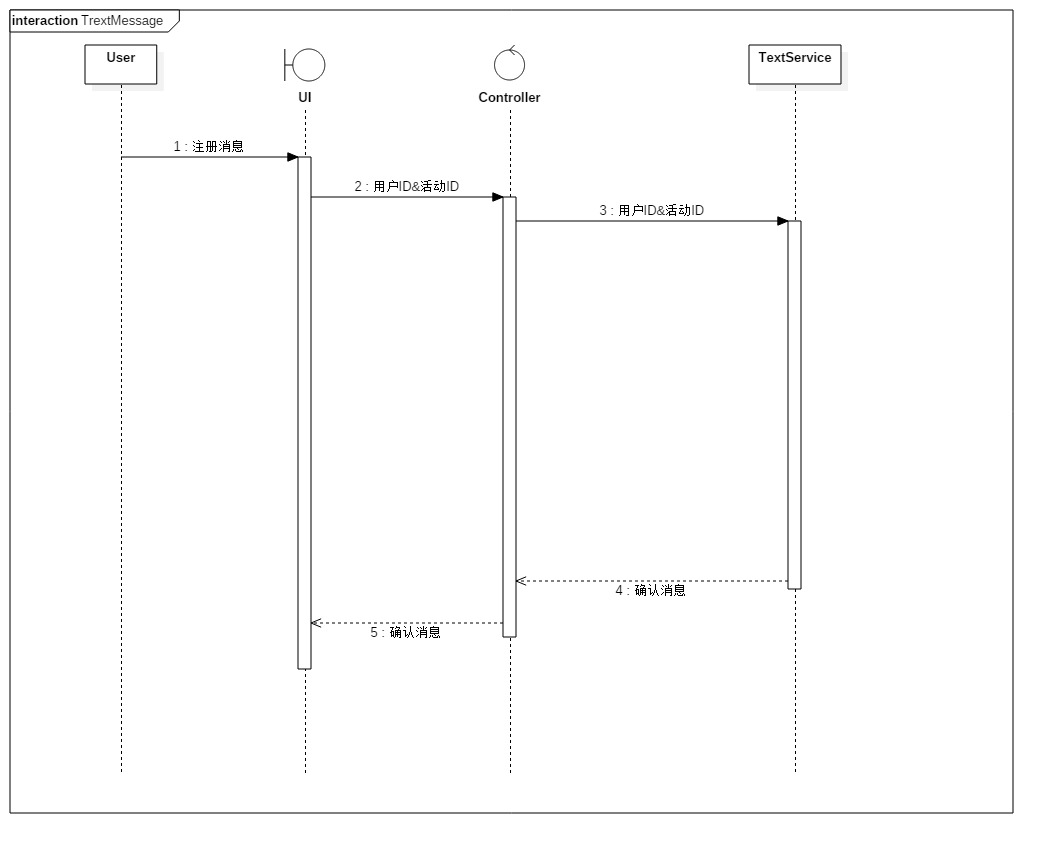 interaction TrextMessage
User
UI
Controller
TextService
1 : 注册消息
2 : 用户ID&活动ID
3 : 用户ID&活动ID
4 : 确认消息
5 : 确认消息